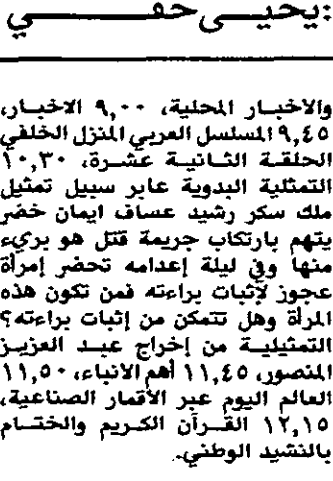 :يحيى حقي
والاخبار المحلية، ٩,٠٠ الاخبار،
٩,٤٥ المسلسل العربي المنزل الخلفي
الحلقة الثانية عشرة، ١٠,٣٠
التمثلية البدوية عابر سبيل تمثيل
ملك سكر رشيد عساف ايمان خضر
يتهم بارتكاب جريمة قتل هو بريء
منها وفي ليلة إعدامه تحضر إمرأة
عجوز لإثبات براءته فمن تكون هذه
المرأة وهل تتمكن من إثبات براءته؟
التمثيلية من إخراج عبد العزيز
المنصور، ١١,٤٥ أهم الانباء، ١١,٥٠
العالم اليوم عبر الأقمار الصناعية،
١٢,١٥ القرآن الكريم والختام
بالنشيد الوطني.